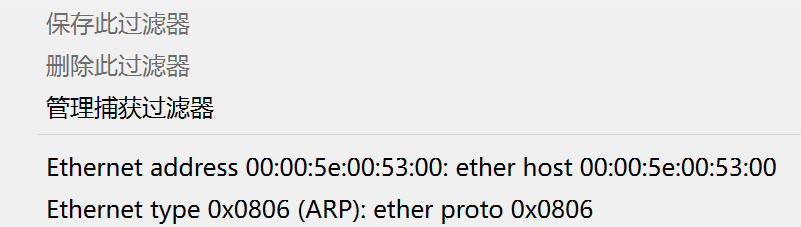 保存此过滤器
删除此过滤器
管理捕获过滤器
Ethernet address 00:00:5e:00:53:00: ether host 00:00:5e:00:53:00
Ethernet type 0x0806 (ARP): ether proto 0x0806